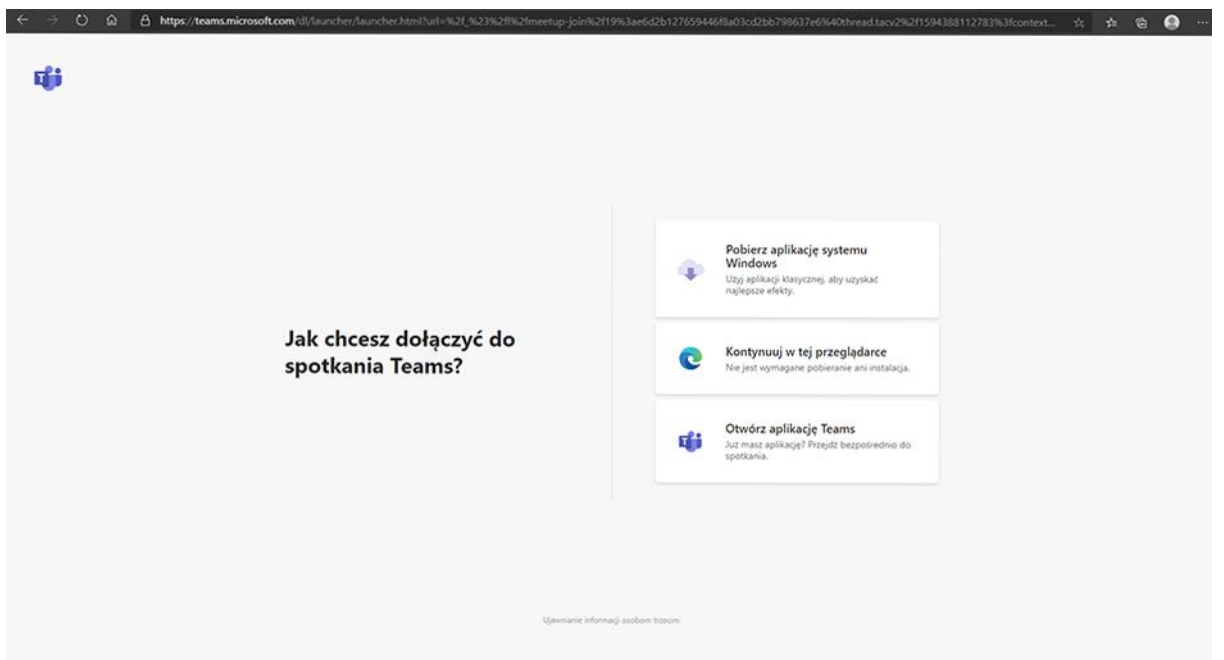 https://teams.microsoft.com/dl/launcher/launcher.html?url=%2f_%23%2fl%2fmeetup-join%2f19%3ae6d2b127659446f8a03cd2bb798637e6%40thread.tacv2%2f1594388112783%3fcontext...
Pobierz aplikację systemu
Windows
Użyj aplikacji klasycznej, aby uzyskać
najlepsze efekty.
Jak chcesz dołączyć do
spotkania Teams?
Kontynuuj w tej przeglądarce
Nie jest wymagane pobieranie ani instalacja.
Otwórz aplikację Teams
Już masz aplikację? Przejdź bezpośrednio do
spotkania.
Ujawnianie informacji osobom trzecim